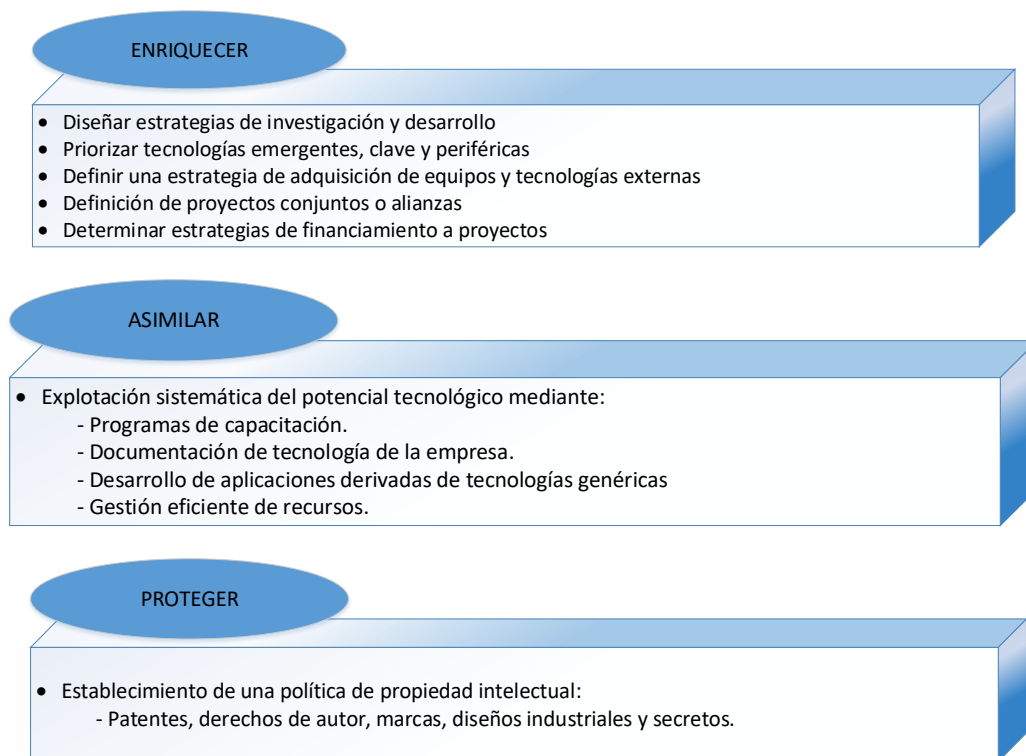 ENRIQUECER
• Diseñar estrategias de investigación y desarrollo
• Priorizar tecnologías emergentes, clave y periféricas
• Definir una estrategia de adquisición de equipos y tecnologías externas
• Definición de proyectos conjuntos o alianzas
• Determinar estrategias de financiamiento a proyectos
ASIMILAR
• Explotación sistemática del potencial tecnológico mediante:
- Programas de capacitación.
- Documentación de tecnología de la empresa.
- Desarrollo de aplicaciones derivadas de tecnologías genéricas
- Gestión eficiente de recursos.
PROTEGER
• Establecimiento de una política de propiedad intelectual:
- Patentes, derechos de autor, marcas, diseños industriales y secretos.